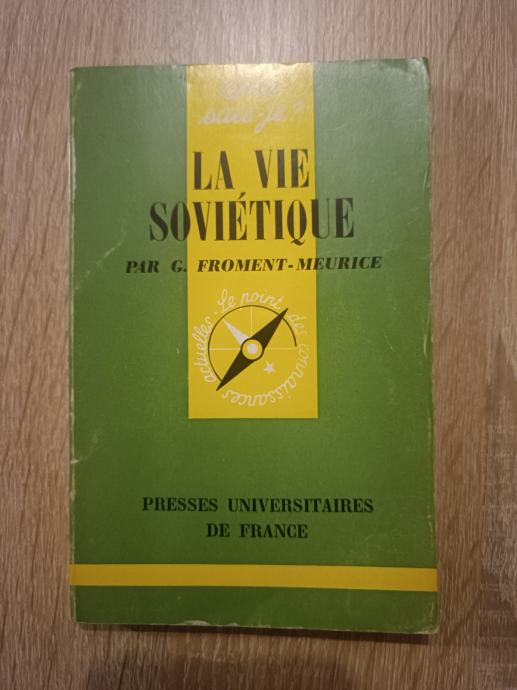 Que
sais-je?
LA VIE
SOVIÉTIQUE
PAR G. FROMENT-MEURICE
Le point des connaissances actuelles.
PRESSES UNIVERSITAIRES
DE FRANCE